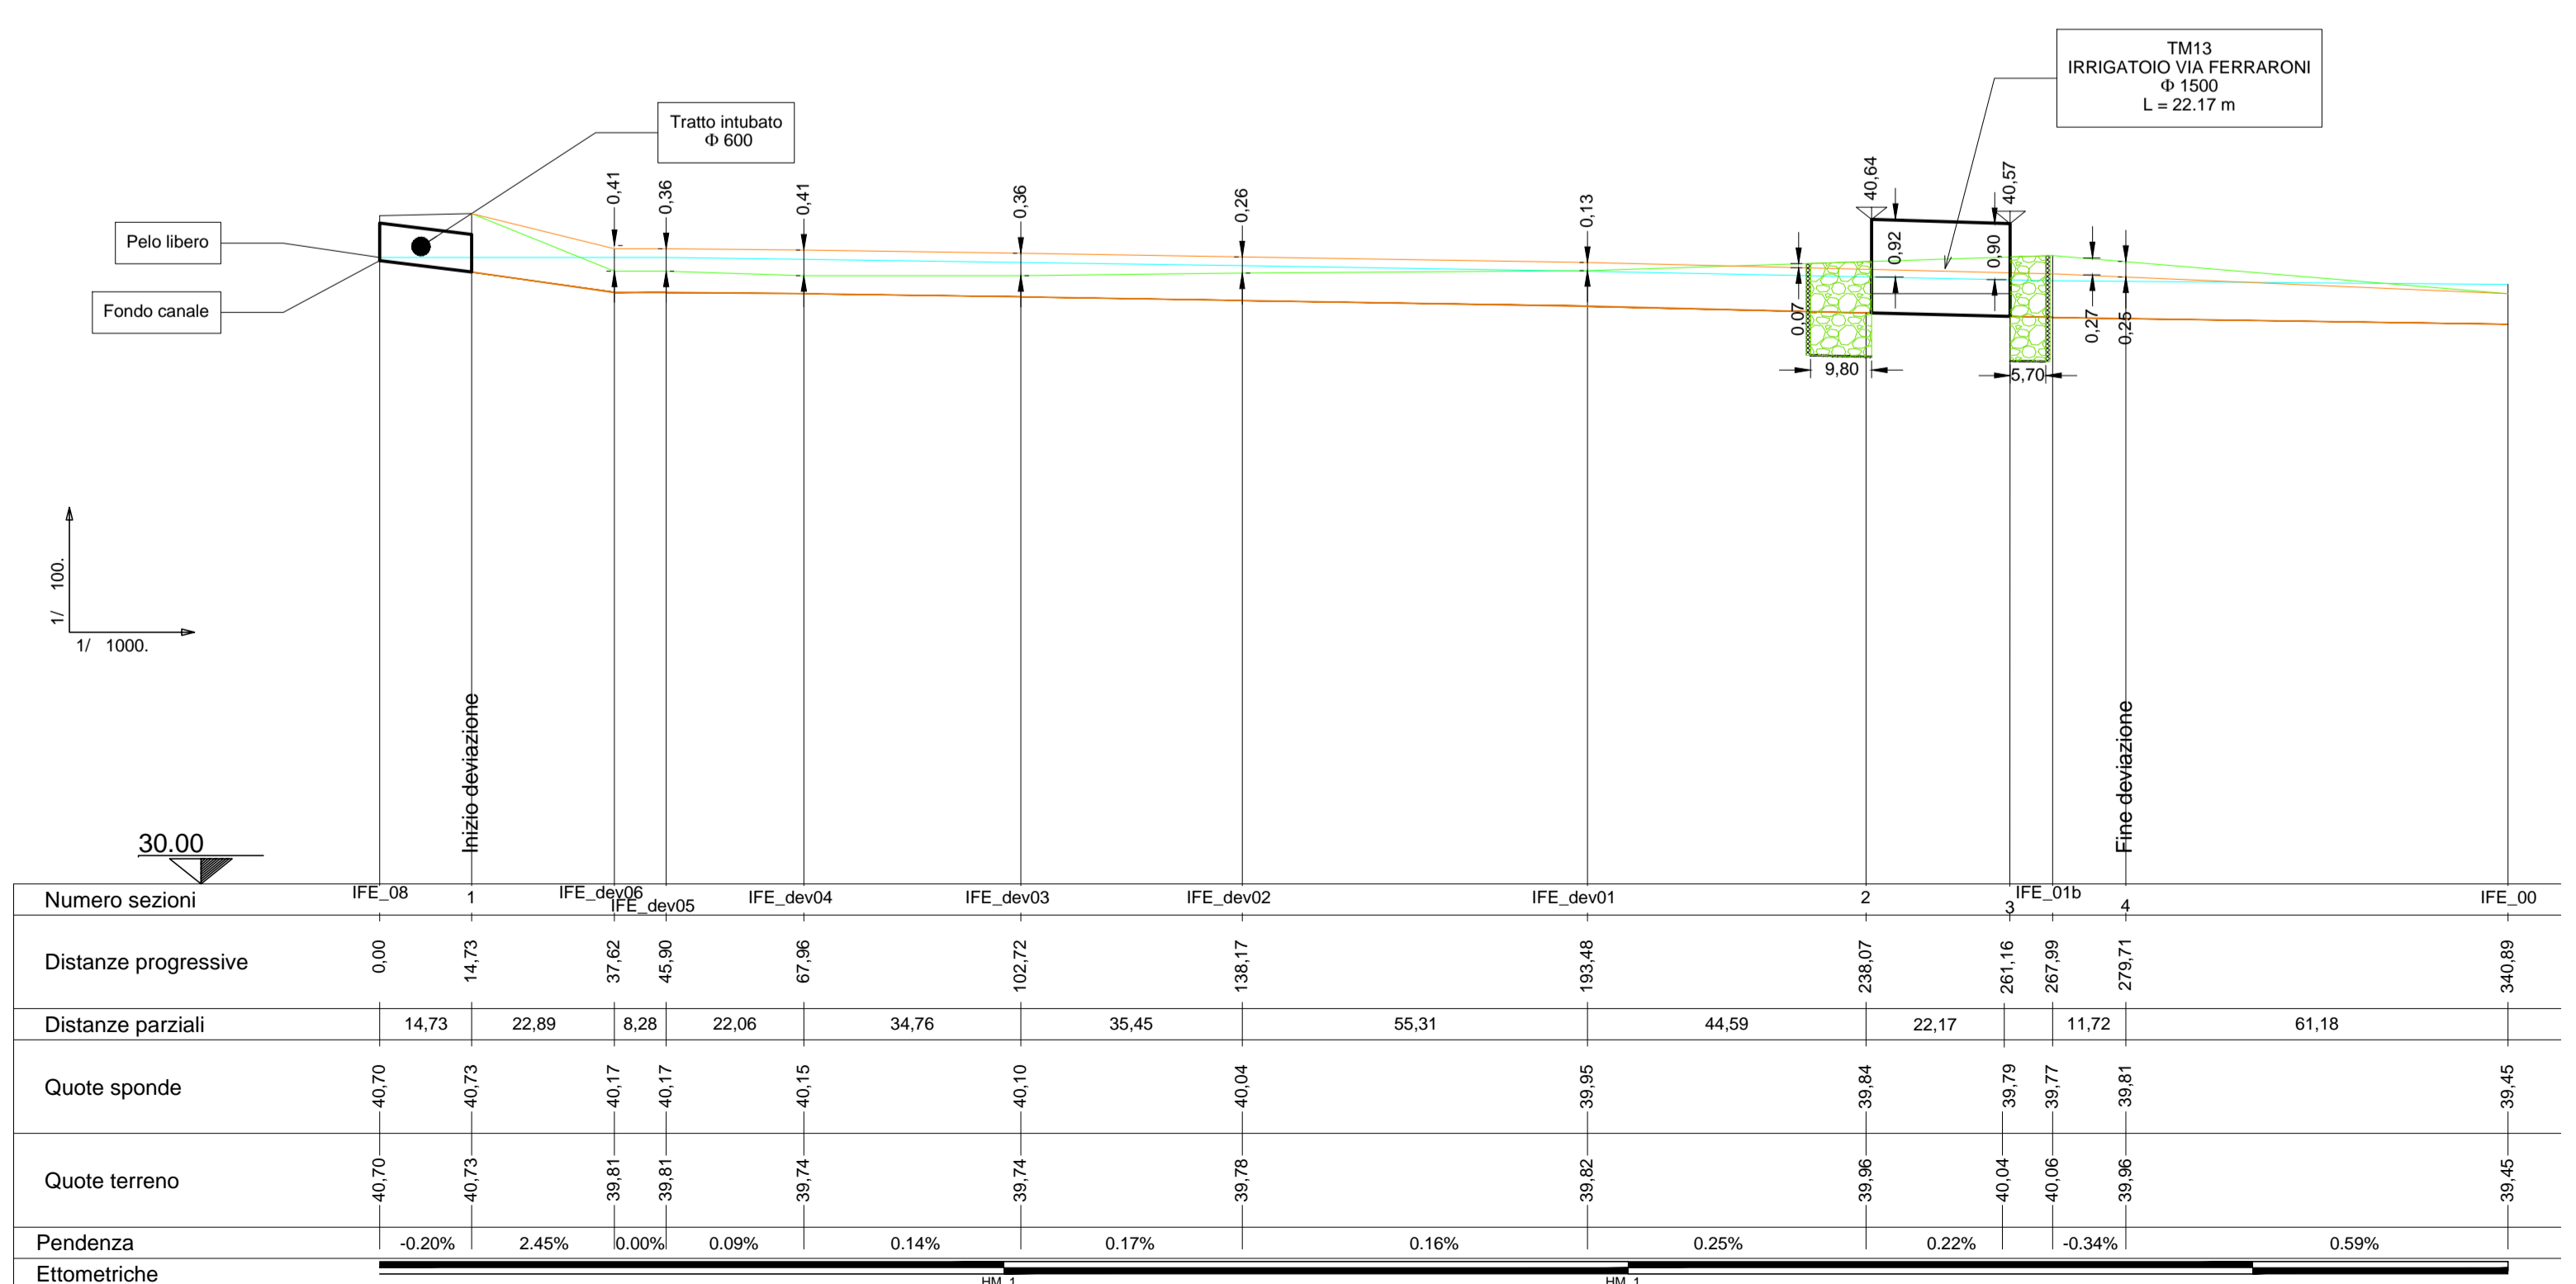 TM13
IRRIGATOIO VIA FERRARONI
Φ 1500
L = 22.17 m
Tratto intubato
Φ 600
Pelo libero
Fondo canale
0,41
0,36
0,41
0,36
0,26
0,13
40,64
40,57
0,92
0,90
0,07
0,27
0,25
9,80
5,70
1/ 100.
1/ 1000.
Inizio deviazione
Fine deviazione
30.00
Numero sezioni IFE_08 1 IFE_dev06 IFE_dev05 IFE_dev04 IFE_dev03 IFE_dev02 IFE_dev01 2 3 IFE_01b 4 IFE_00
Distanze progressive 0,00 14,73 37,62 45,90 67,96 102,72 138,17 193,48 238,07 261,16 267,99 279,71 340,89
Distanze parziali 14,73 22,89 8,28 22,06 34,76 35,45 55,31 44,59 22,17 11,72 61,18
Quote sponde 40,70 40,73 40,17 40,17 40,15 40,10 40,04 39,95 39,84 39,79 39,77 39,81 39,45
Quote terreno 40,70 40,73 39,81 39,81 39,74 39,74 39,78 39,82 39,96 40,04 40,06 39,96 39,45
Pendenza -0.20% 2.45% 0.00% 0.09% 0.14% 0.17% 0.16% 0.25% 0.22% -0.34% 0.59%
Ettometriche
HM 1
HM 1